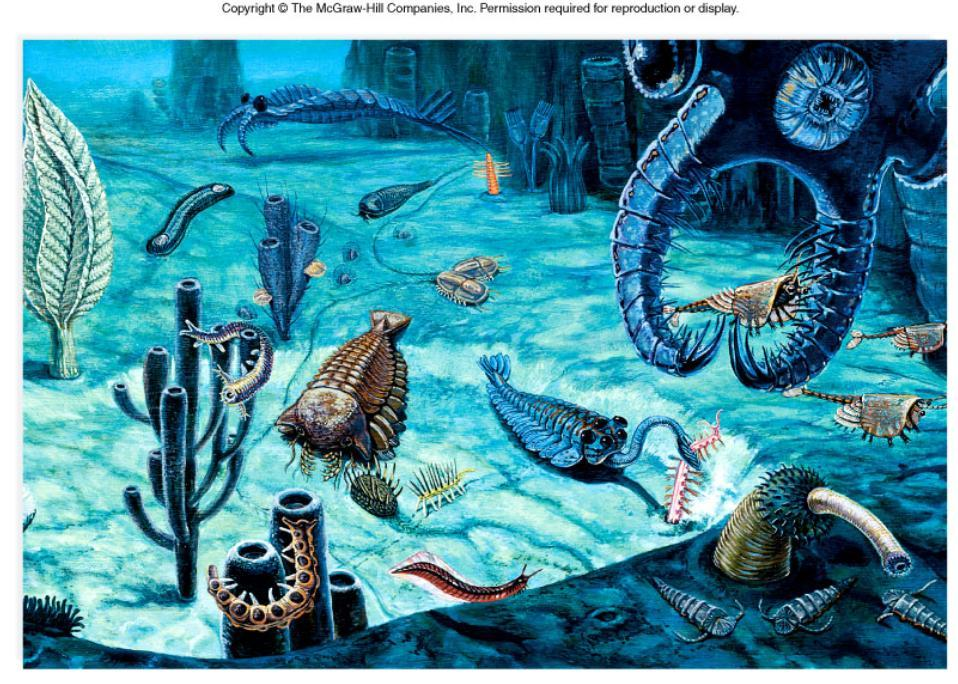 Copyright © The McGraw-Hill Companies, Inc. Permission required for reproduction or display.